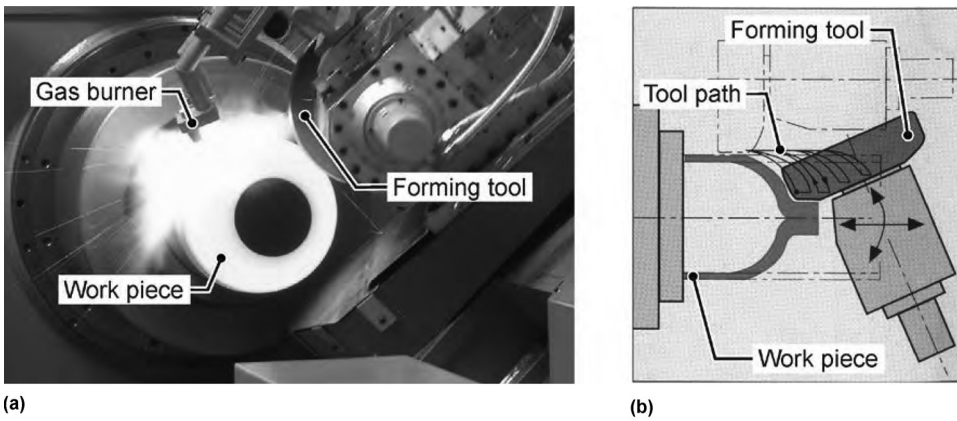 Gas burner
Forming tool
Work piece
(a)
Forming tool
Tool path
Work piece
(b)